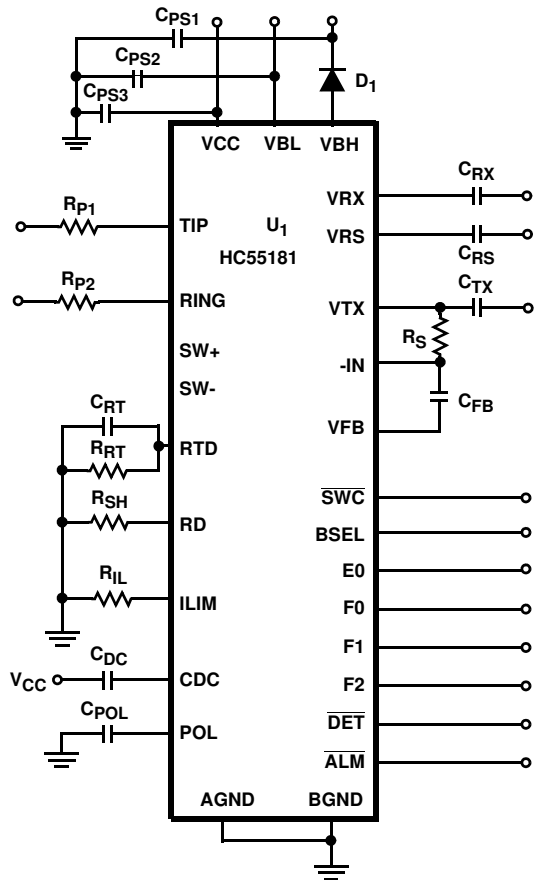 CPS1
CPS2
D1
CPS3
VCC VBL VBH
CRX
VRX
RP1
TIP
U1
VRS
HC55181
CRS
RP2
CTX
RING
VTX
RS
SW+
-IN
SW-
CFB
CRT
VFB
RTD
RRT
SWC
RSH
RD
BSEL
E0
RIL
ILIM
F0
F1
CDC
VCC
CDC
F2
CPOL
POL
DET
ALM
AGND BGND